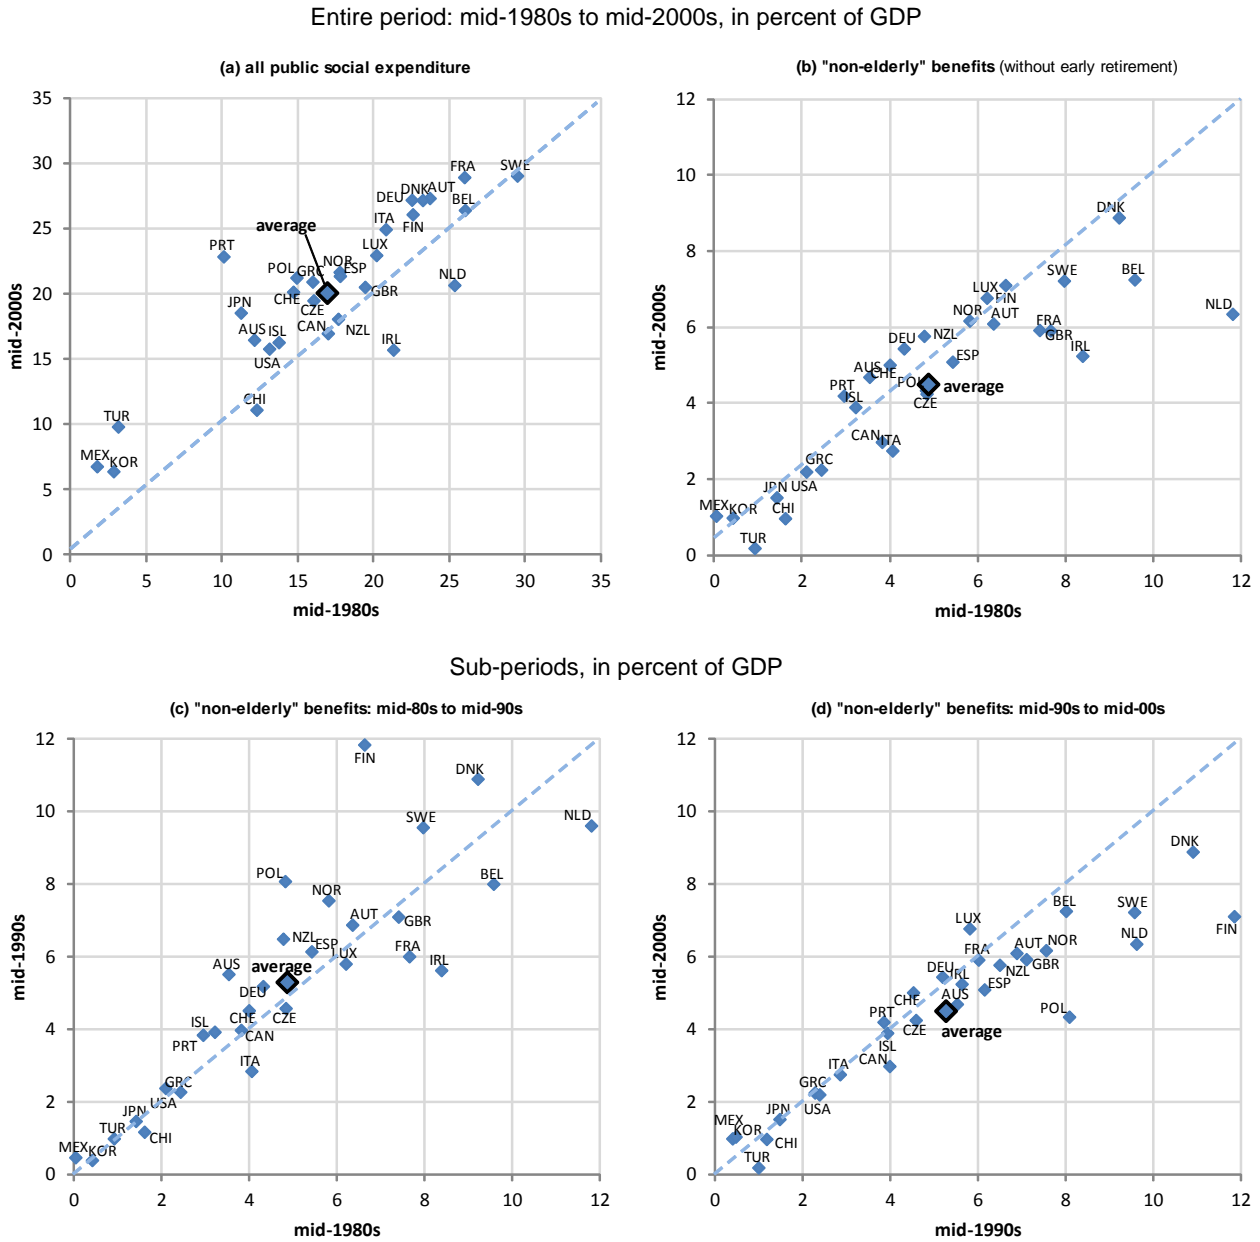 Entire period: mid-1980s to mid-2000s, in percent of GDP
(a) all public social expenditure
35
30
25
20
15
10
5
0
mid-2000s
FRA
SWE
DEU
DNK
AUT
BEL
ITA
FIN
average
PRT
LUX
NOR
ESP
POL
GRC
NLD
CHE
GBR
JPN
CZE
CAN
NZL
AUS
ISL
IRL
USA
CHI
TUR
MEX
KOR
0 5 10 15 20 25 30 35
mid-1980s
(b) "non-elderly" benefits (without early retirement)
12
10
8
6
4
2
0
mid-2000s
DNK
SWE
BEL
LUX
FIN
NLD
NOR
AUT
FRA
GBR
DEU
NZL
IRL
ESP
AUS
CHE
POL
average
PRT
ISL
CZE
CAN
ITA
GRC
JPN
USA
MEX
KOR
CHI
TUR
0 2 4 6 8 10 12
mid-1980s
Sub-periods, in percent of GDP
(c) "non-elderly" benefits: mid-80s to mid-90s
12
10
8
6
4
2
0
mid-1990s
FIN
DNK
SWE
NLD
POL
BEL
NOR
AUT
GBR
NZL
ESP
LUX
FRA
IRL
AUS
average
DEU
ISL
CHE
CZE
PRT
CAN
ITA
GRC
USA
JPN
TUR
CHI
MEX
KOR
0 2 4 6 8 10 12
mid-1980s
(d) "non-elderly" benefits: mid-90s to mid-00s
12
10
8
6
4
2
0
mid-2000s
DNK
BEL
SWE
LUX
FIN
NLD
FRA
AUT
NOR
GBR
DEU
IRL
NZL
ESP
CHE
AUS
POL
PRT
CZE
average
ISL
CAN
ITA
GRC
USA
JPN
MEX
KOR
CHI
TUR
0 2 4 6 8 10 12
mid-1990s